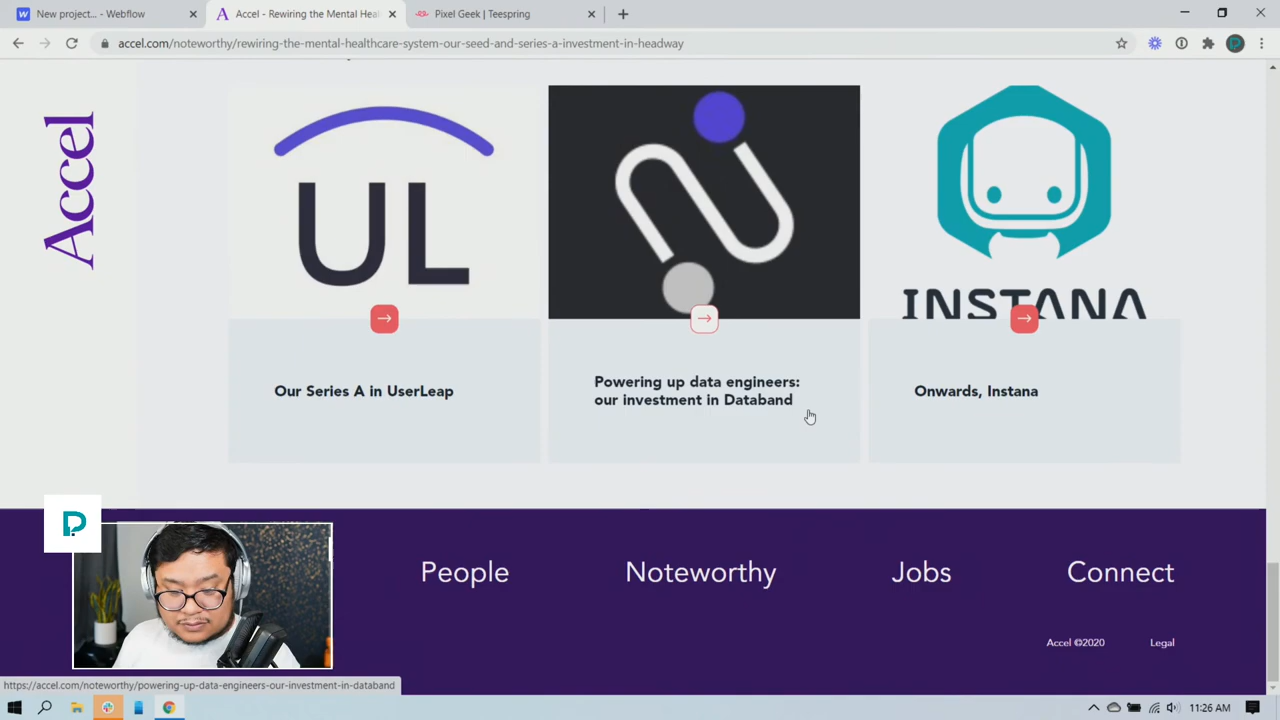 New project... - Webflow
Accel - Rewiring the Mental Heal
Pixel Geek | Teespring
accel.com/noteworthy/rewiring-the-mental-healthcare-system-our-seed-and-series-a-investment-in-headway
Accel
UL
INSTANA
Our Series A in UserLeap
Powering up data engineers:
our investment in Databand
Onwards, Instana
People
Noteworthy
Jobs
Connect
Accel ©2020
Legal
https://accel.com/noteworthy/powering-up-data-engineers-our-investment-in-databand
11:26 AM